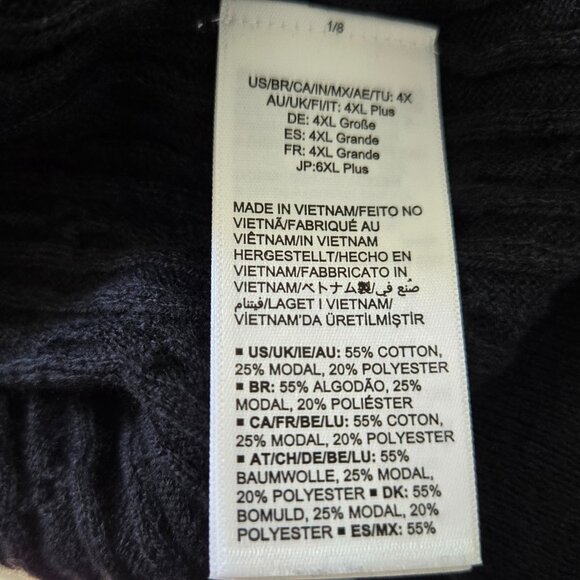 1/8
US/BR/CA/IN/MX/AE/TU: 4X
AU/UK/FI/IT: 4XL Plus
DE: 4XL Große
ES: 4XL Grande
FR: 4XL Grande
JP:6XL Plus
MADE IN VIETNAM/FEITO NO
VIETNÃ/FABRIQUÉ AU
VIÊTNAM/IN VIETNAM
HERGESTELLT/HECHO EN
VIETNAM/FABBRICATO IN
VIETNAM/ベトナム製/صُنع في
فيتنام/LAGET I VIETNAM/
VİETNAM'DA ÜRETİLMİŞTİR
▪ US/UK/IE/AU: 55% COTTON,
25% MODAL, 20% POLYESTER
▪ BR: 55% ALGODÃO, 25%
MODAL, 20% POLIÉSTER
▪ CA/FR/BE/LU: 55% COTON,
25% MODAL, 20% POLYESTER
▪ AT/CH/DE/BE/LU: 55%
BAUMWOLLE, 25% MODAL,
20% POLYESTER ▪ DK: 55%
BOMULD, 25% MODAL, 20%
POLYESTER ▪ ES/MX: 55%